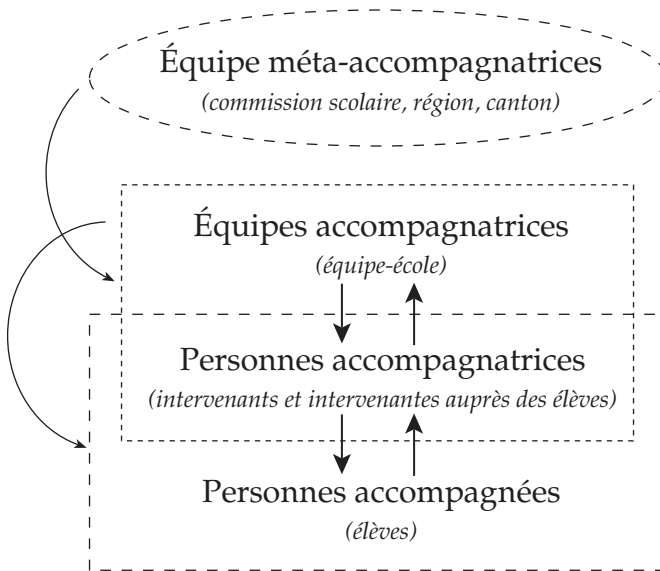 Équipe méta-accompagnatrices
(commission scolaire, région, canton)
Équipes accompagnatrices
(équipe-école)
Personnes accompagnatrices
(intervenants et intervenantes auprès des élèves)
Personnes accompagnées
(élèves)